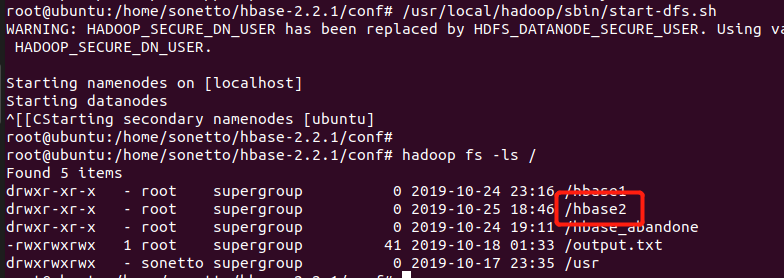 root@ubuntu:/home/sonetto/hbase-2.2.1/conf# /usr/local/hadoop/sbin/start-dfs.sh
WARNING: HADOOP_SECURE_DN_USER has been replaced by HDFS_DATANODE_SECURE_USER. Using va
 HADOOP_SECURE_DN_USER.
Starting namenodes on [localhost]
Starting datanodes
^[[CStarting secondary namenodes [ubuntu]
root@ubuntu:/home/sonetto/hbase-2.2.1/conf#
root@ubuntu:/home/sonetto/hbase-2.2.1/conf# hadoop fs -ls /
Found 5 items
drwxr-xr-x   - root    supergroup          0 2019-10-24 23:16 /hbase1
drwxr-xr-x   - root    supergroup          0 2019-10-25 18:46 /hbase2
drwxr-xr-x   - root    supergroup          0 2019-10-24 19:11 /hbase_abandone
-rwxrwxrwx   1 root    supergroup         41 2019-10-18 01:33 /output.txt
drwxrwxrwx   - sonetto supergroup          0 2019-10-17 23:35 /usr